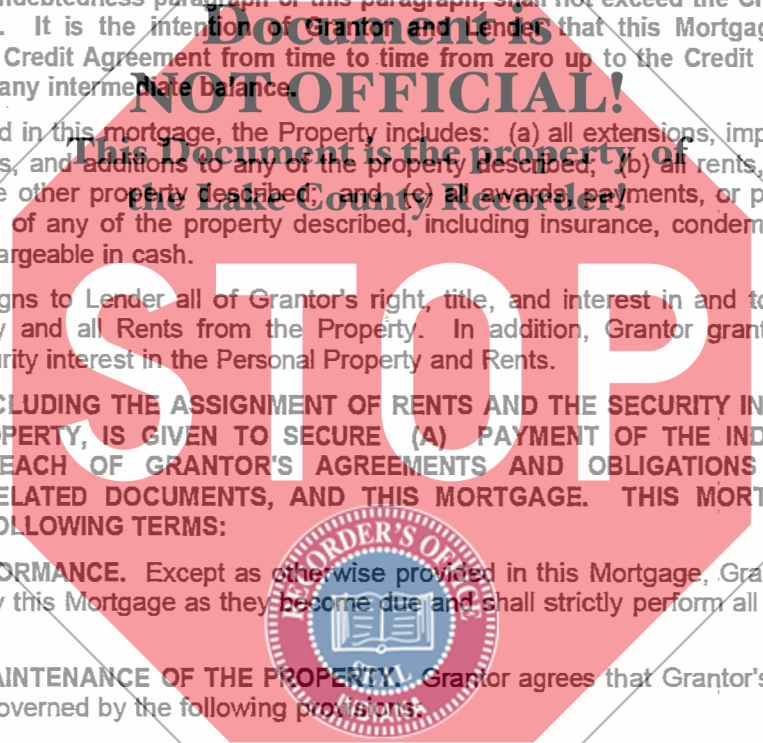 ndebtedness paragraph or this paragraph, shall not exceed the Cr
. It is the intention of Grantor and Lender that this Mortgag
Document is
Credit Agreement from time to time from zero up to the Credit
any intermediate balance.
NOT OFFICIAL!
d in this mortgage, the Property includes: (a) all extensions, imp
This Document is the property of
s, and additions to any of the property described; (b) all rents,
the Lake County Recorder!
e other property described; and (c) all awards, payments, or p
of any of the property described, including insurance, condem
argeable in cash.
STOP
gns to Lender all of Grantor's right, title, and interest in and to
y and all Rents from the Property. In addition, Grantor grant
urity interest in the Personal Property and Rents.
CLUDING THE ASSIGNMENT OF RENTS AND THE SECURITY IN
OPERTY, IS GIVEN TO SECURE (A) PAYMENT OF THE IND
EACH OF GRANTOR'S AGREEMENTS AND OBLIGATIONS
ELATED DOCUMENTS, AND THIS MORTGAGE. THIS MORT
OLLOWING TERMS:
RECORDER'S OFFICE
ORMANCE. Except as otherwise provided in this Mortgage, Gra
y this Mortgage as they become due and shall strictly perform all
SEAL
AINTENANCE OF THE PROPERTY. Grantor agrees that Grantor's
overned by the following provisions: